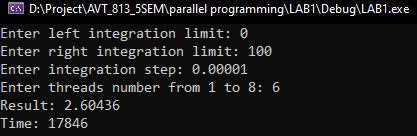 D:\Project\AVT_813_5SEM\parallel programming\LAB1\Debug\LAB1.exe
Enter left integration limit: 0
Enter right integration limit: 100
Enter integration step: 0.00001
Enter threads number from 1 to 8: 6
Result: 2.60436
Time: 17846